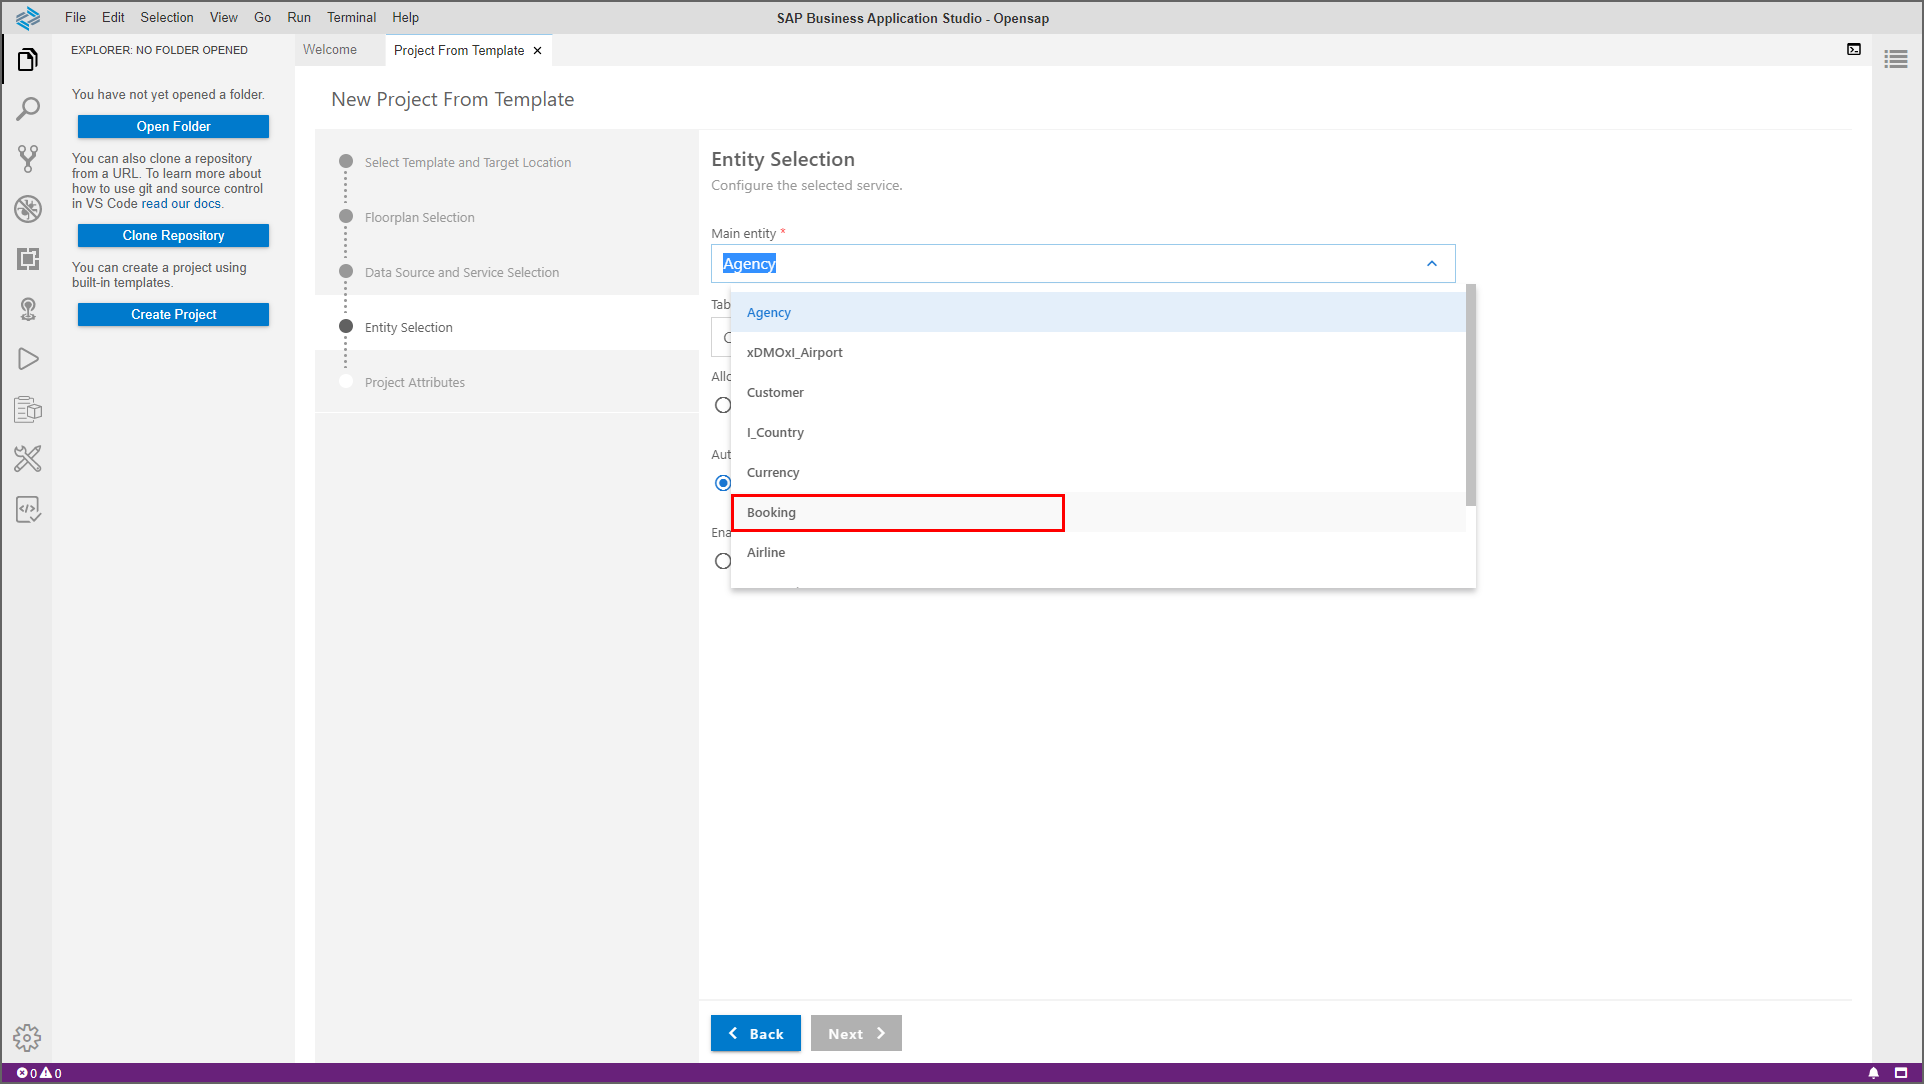 File Edit Selection View Go Run Terminal Help
SAP Business Application Studio - Opensap
EXPLORER: NO FOLDER OPENED
You have not yet opened a folder.
Open Folder
You can also clone a repository
from a URL. To learn more about
how to use git and source control
in VS Code read our docs.
Clone Repository
You can create a project using
built-in templates.
Create Project
Welcome
Project From Template
New Project From Template
Select Template and Target Location
Floorplan Selection
Data Source and Service Selection
Entity Selection
Project Attributes
Entity Selection
Configure the selected service.
Main entity *
Agency
Agency
xDMOxI_Airport
Customer
I_Country
Currency
Booking
Airline
Back
Next
0 0